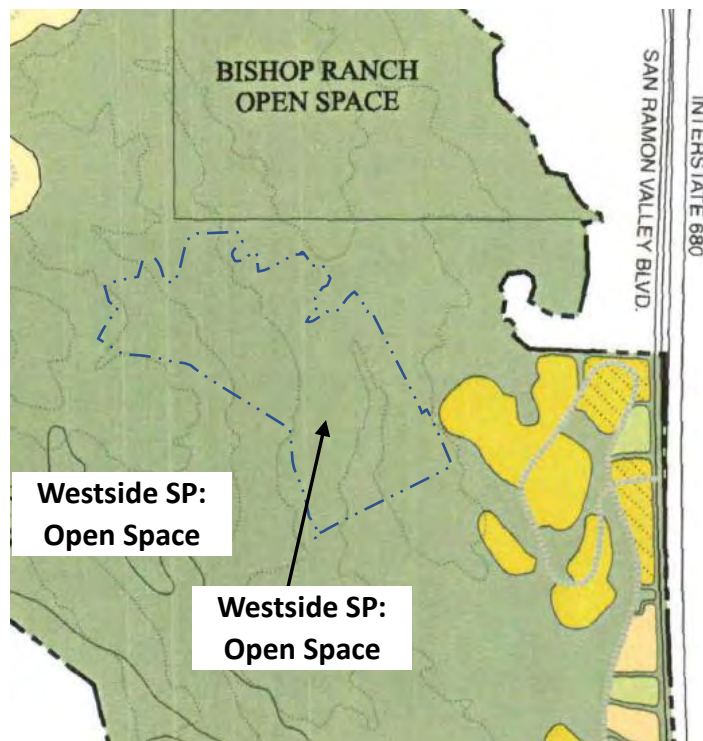 BISHOP RANCH
OPEN SPACE
SAN RAMON VALLEY BLVD.
INTERSTATE 680
Westside SP:
Open Space
Westside SP:
Open Space